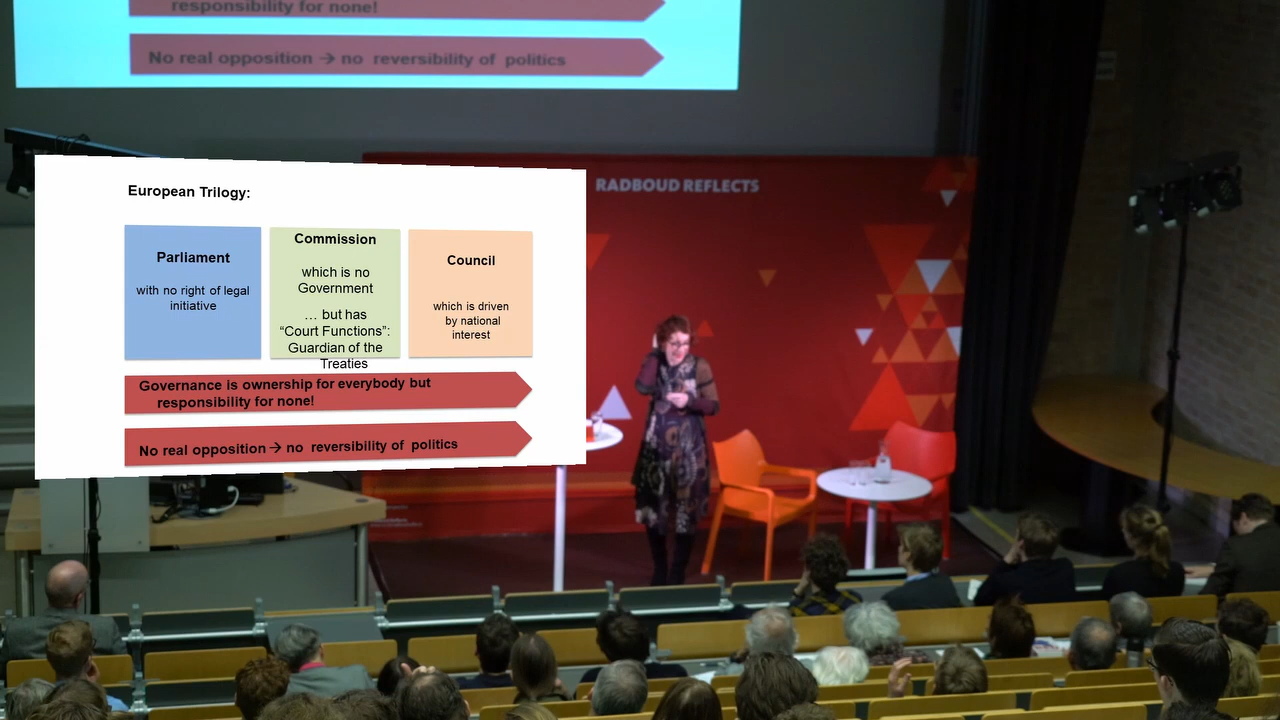 responsibility for none!
No real opposition → no reversibility of politics
RADBOUD REFLECTS
European Trilogy:
Parliament
with no right of legal
initiative
Commission
which is no
Government
… but has
“Court Functions”:
Guardian of the
Treaties
Council
which is driven
by national
interest
Governance is ownership for everybody but
responsibility for none!
No real opposition → no reversibility of politics